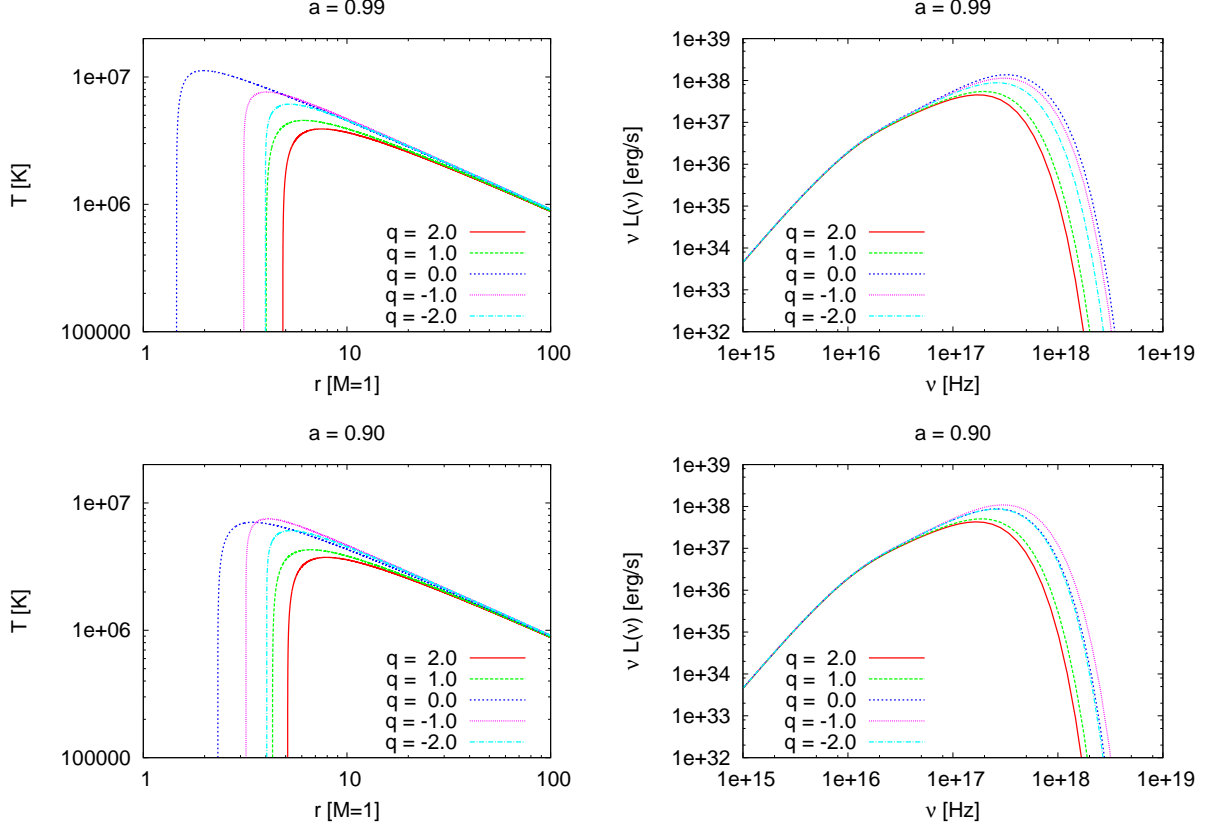 a = 0.99
T [K]
1e+07
1e+06
100000
1
10
100
r [M=1]
q = 2.0
q = 1.0
q = 0.0
q = -1.0
q = -2.0
a = 0.99
ν L(ν) [erg/s]
1e+39
1e+38
1e+37
1e+36
1e+35
1e+34
1e+33
1e+32
1e+15
1e+16
1e+17
1e+18
1e+19
ν [Hz]
q = 2.0
q = 1.0
q = 0.0
q = -1.0
q = -2.0
a = 0.90
T [K]
1e+07
1e+06
100000
1
10
100
r [M=1]
q = 2.0
q = 1.0
q = 0.0
q = -1.0
q = -2.0
a = 0.90
ν L(ν) [erg/s]
1e+39
1e+38
1e+37
1e+36
1e+35
1e+34
1e+33
1e+32
1e+15
1e+16
1e+17
1e+18
1e+19
ν [Hz]
q = 2.0
q = 1.0
q = 0.0
q = -1.0
q = -2.0